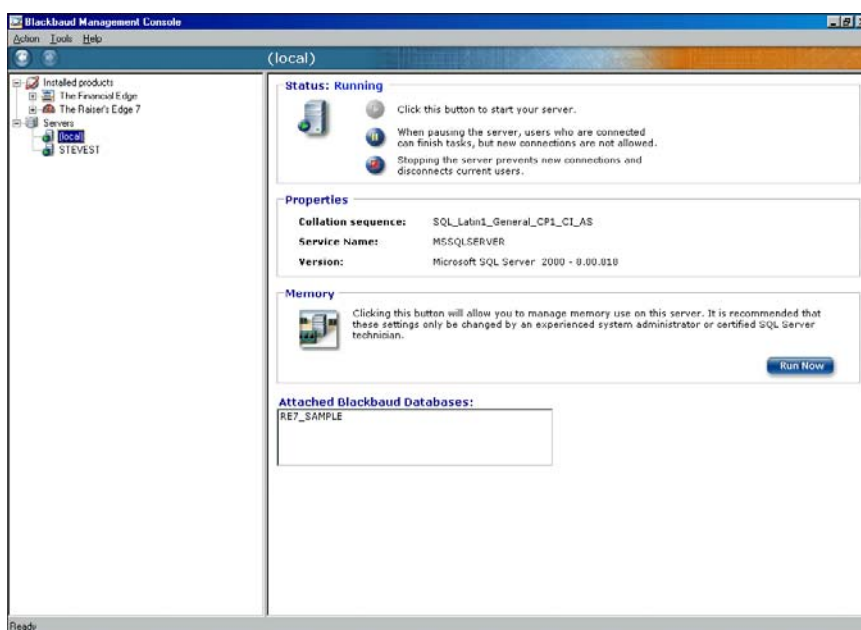 Blackbaud Management Console
Action Tools Help
(local)
Installed products
The Financial Edge
The Raiser's Edge 7
Servers
(local)
STEVEST
Status: Running
Click this button to start your server.
When pausing the server, users who are connected
can finish tasks, but new connections are not allowed.
Stopping the server prevents new connections and
disconnects current users.
Properties
Collation sequence: SQL_Latin1_General_CP1_CI_AS
Service Name: MSSQLSERVER
Version: Microsoft SQL Server 2000 - 8.00.818
Memory
Clicking this button will allow you to manage memory use on this server. It is recommended that
these settings only be changed by an experienced system administrator or certified SQL Server
technician.
Run Now
Attached Blackbaud Databases:
RE7_SAMPLE
Ready